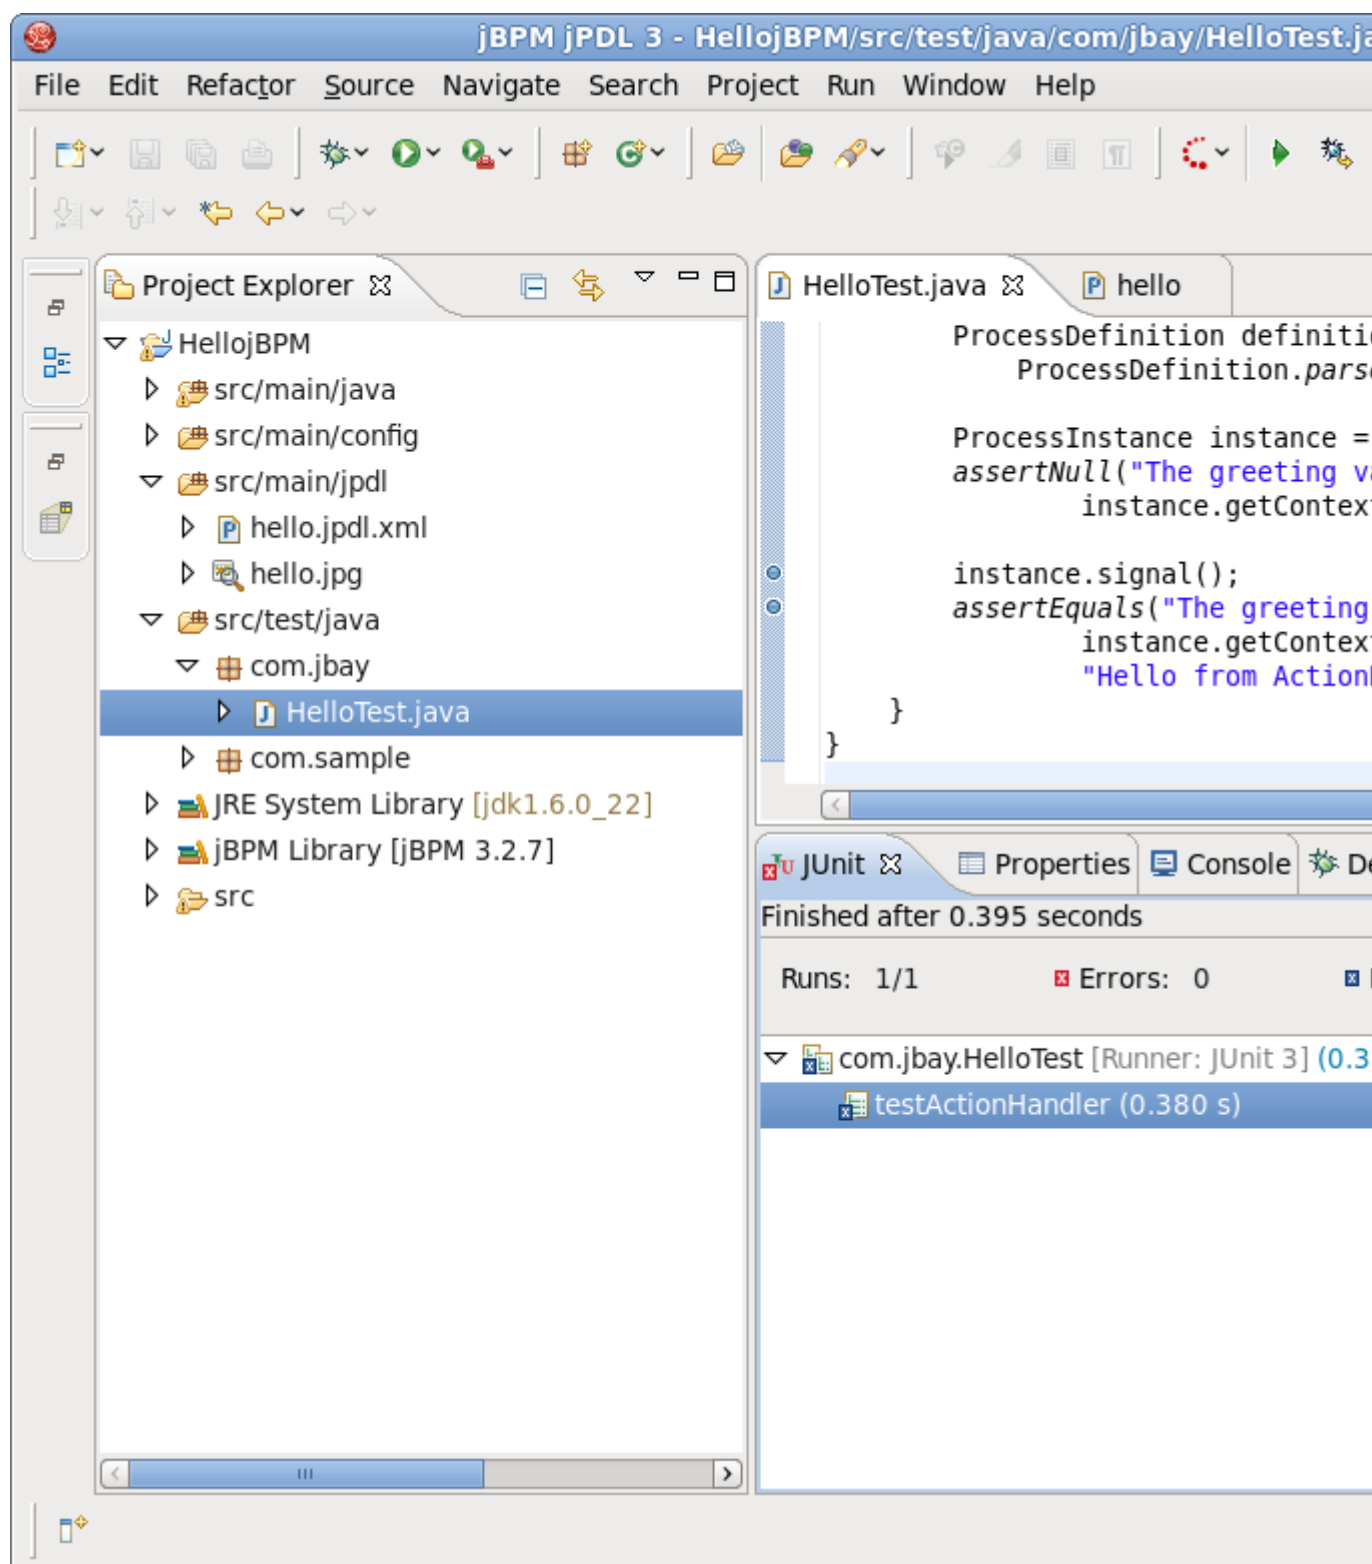 jBPM jPDL 3 - HellojBPM/src/test/java/com/jbay/HelloTest.ja
File Edit Refactor Source Navigate Search Project Run Window Help
Project Explorer
HellojBPM
src/main/java
src/main/config
src/main/jpdl
hello.jpdl.xml
hello.jpg
src/test/java
com.jbay
HelloTest.java
com.sample
JRE System Library [jdk1.6.0_22]
jBPM Library [jBPM 3.2.7]
src
HelloTest.java hello
ProcessDefinition definiti
ProcessDefinition.pars
ProcessInstance instance =
assertNull("The greeting va
instance.getContex
instance.signal();
assertEquals("The greeting
instance.getContex
"Hello from Action
}
}
JUnit Properties Console De
Finished after 0.395 seconds
Runs: 1/1 Errors: 0
com.jbay.HelloTest [Runner: JUnit 3] (0.3
testActionHandler (0.380 s)